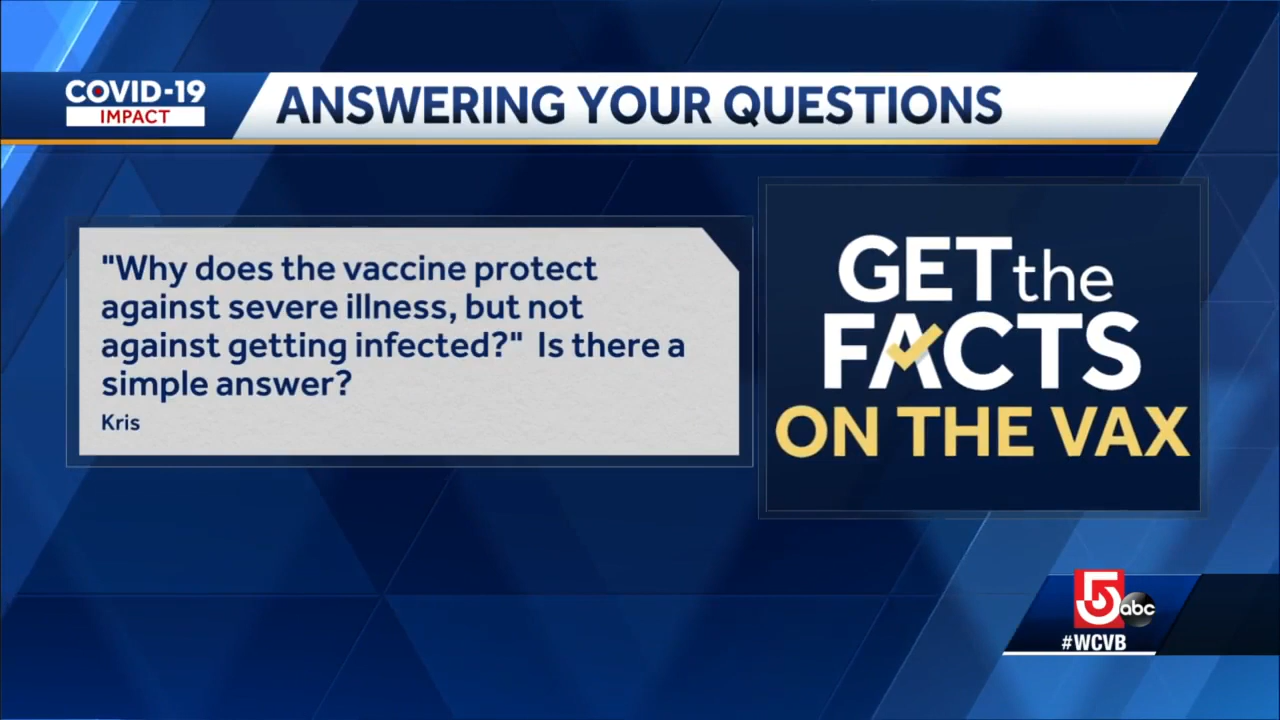 COVID-19
IMPACT
ANSWERING YOUR QUESTIONS
"Why does the vaccine protect
against severe illness, but not
against getting infected?"  Is there a
simple answer?
Kris
GET the
FACTS
ON THE VAX
5 abc
#WCVB